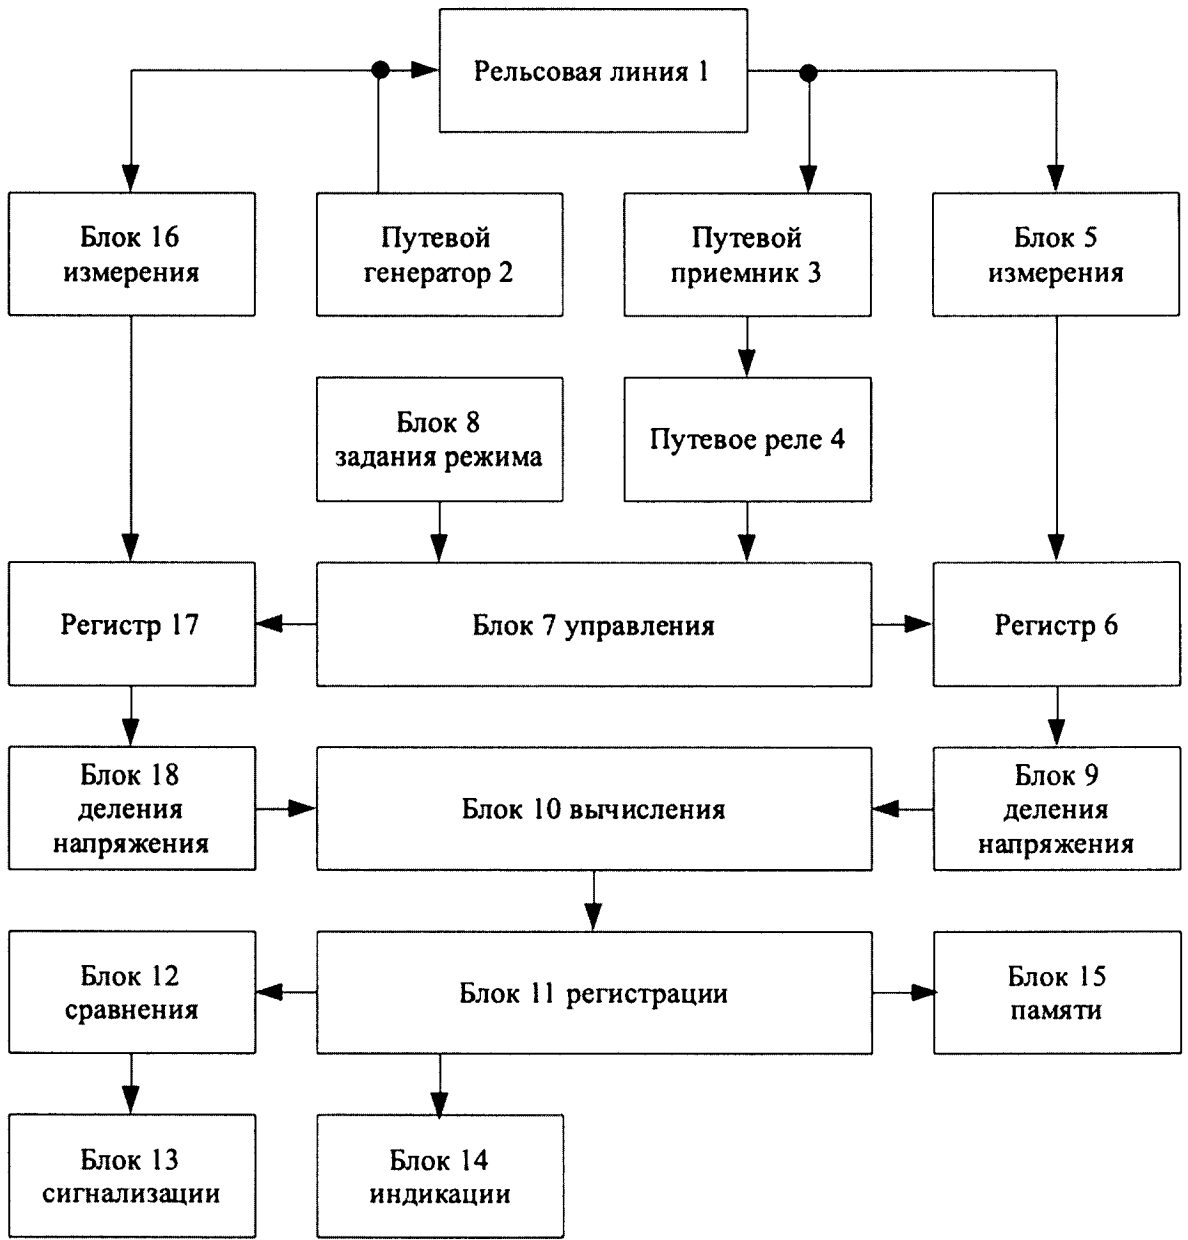 Рельсовая линия 1
Блок 16
измерения
Путевой
генератор 2
Путевой
приемник 3
Блок 5
измерения
Блок 8
задания режима
Путевое реле 4
Регистр 17
Блок 7 управления
Регистр 6
Блок 18
деления
напряжения
Блок 10 вычисления
Блок 9
деления
напряжения
Блок 12
сравнения
Блок 11 регистрации
Блок 15
памяти
Блок 13
сигнализации
Блок 14
индикации